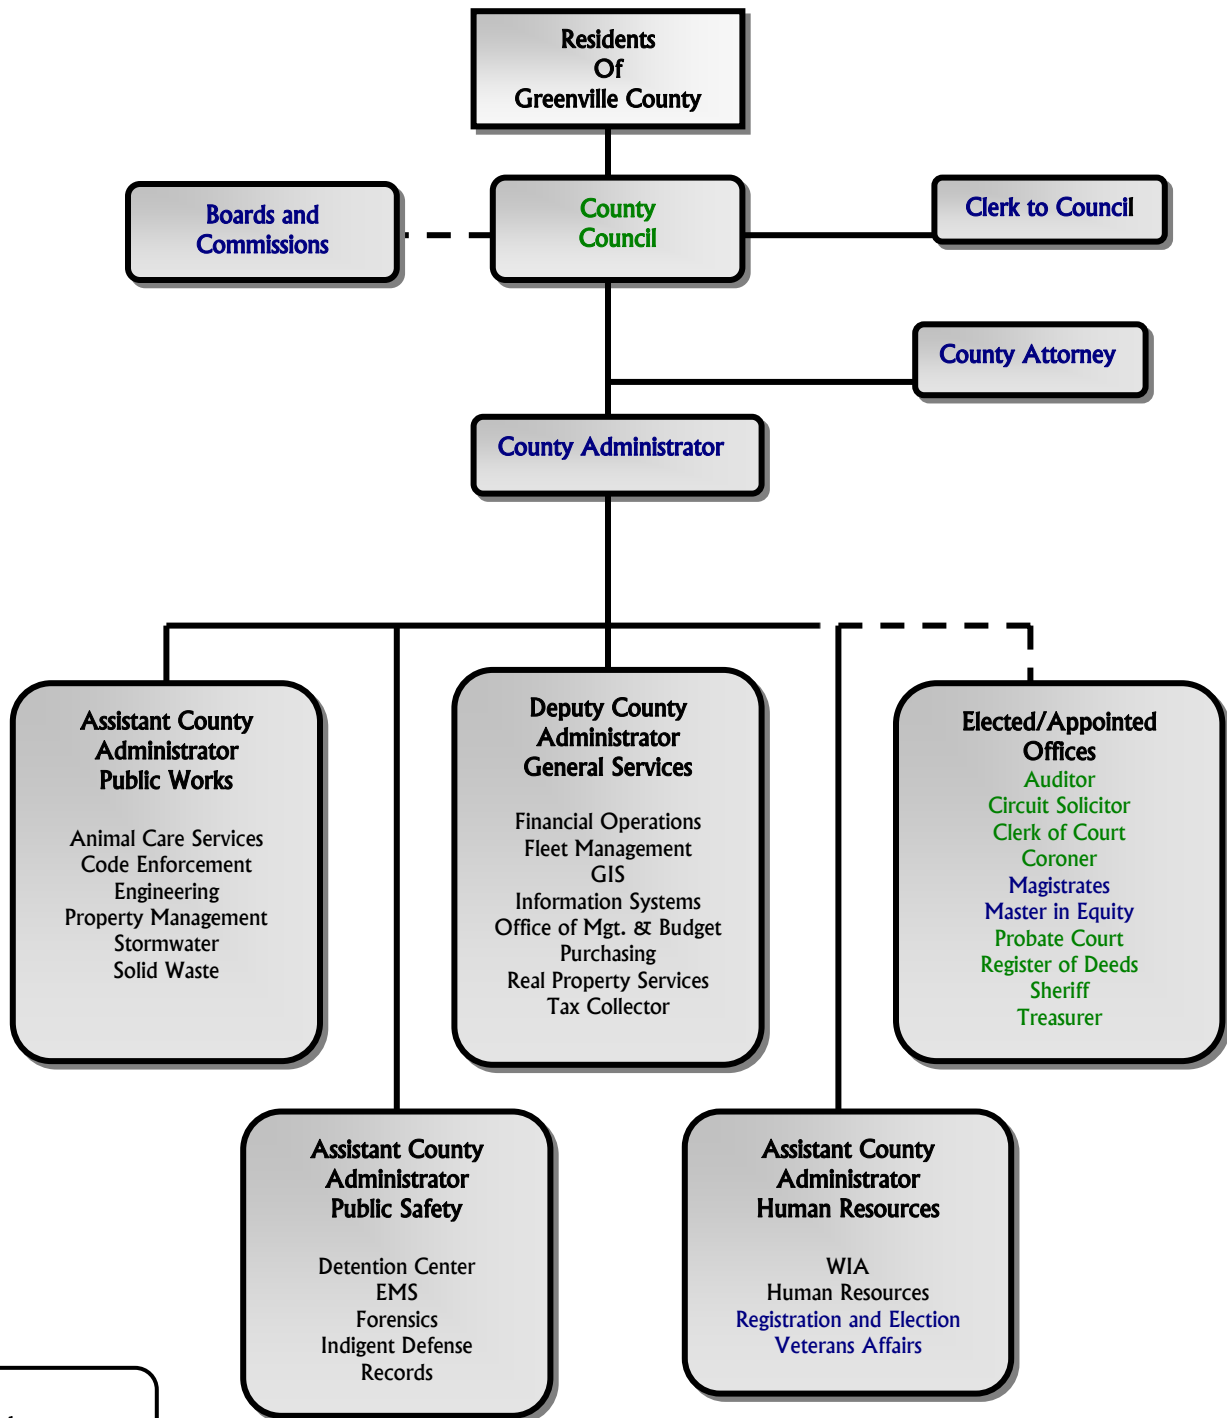 Residents
Of
Greenville County
Boards and
Commissions
County
Council
Clerk to Council
County Attorney
County Administrator
Assistant County
Administrator
Public Works
Animal Care Services
Code Enforcement
Engineering
Property Management
Stormwater
Solid Waste
Deputy County
Administrator
General Services
Financial Operations
Fleet Management
GIS
Information Systems
Office of Mgt. & Budget
Purchasing
Real Property Services
Tax Collector
Elected/Appointed
Offices
Auditor
Circuit Solicitor
Clerk of Court
Coroner
Magistrates
Master in Equity
Probate Court
Register of Deeds
Sheriff
Treasurer
Assistant County
Administrator
Public Safety
Detention Center
EMS
Forensics
Indigent Defense
Records
Assistant County
Administrator
Human Resources
WIA
Human Resources
Registration and Election
Veterans Affairs